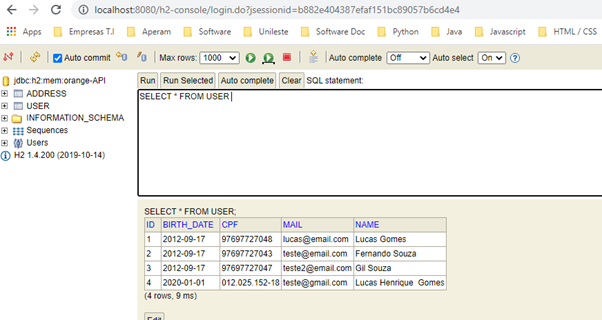 localhost:8080/h2-console/login.do?jsessionid=b882e404387efaf151bc89057b6cd4e4
Apps Empresas T.I Aperam Software Unileste Software Doc Python Java Javascript HTML / CSS
Auto commit Max rows: 1000 Auto complete Off Auto select On
jdbc:h2:mem:orange-API
ADDRESS
USER
INFORMATION_SCHEMA
Sequences
Users
H2 1.4.200 (2019-10-14)
Run Run Selected Auto complete Clear SQL statement:
SELECT * FROM USER
SELECT * FROM USER;
ID BIRTH_DATE CPF MAIL NAME
1 2012-09-17 97697727048 lucas@email.com Lucas Gomes
2 2012-09-17 97697727043 teste@email.com Fernando Souza
3 2012-09-17 97697727047 teste2@email.com Gil Souza
4 2020-01-01 012.025.152-18 teste@gmail.com Lucas Henrique Gomes
(4 rows, 9 ms)
Edit